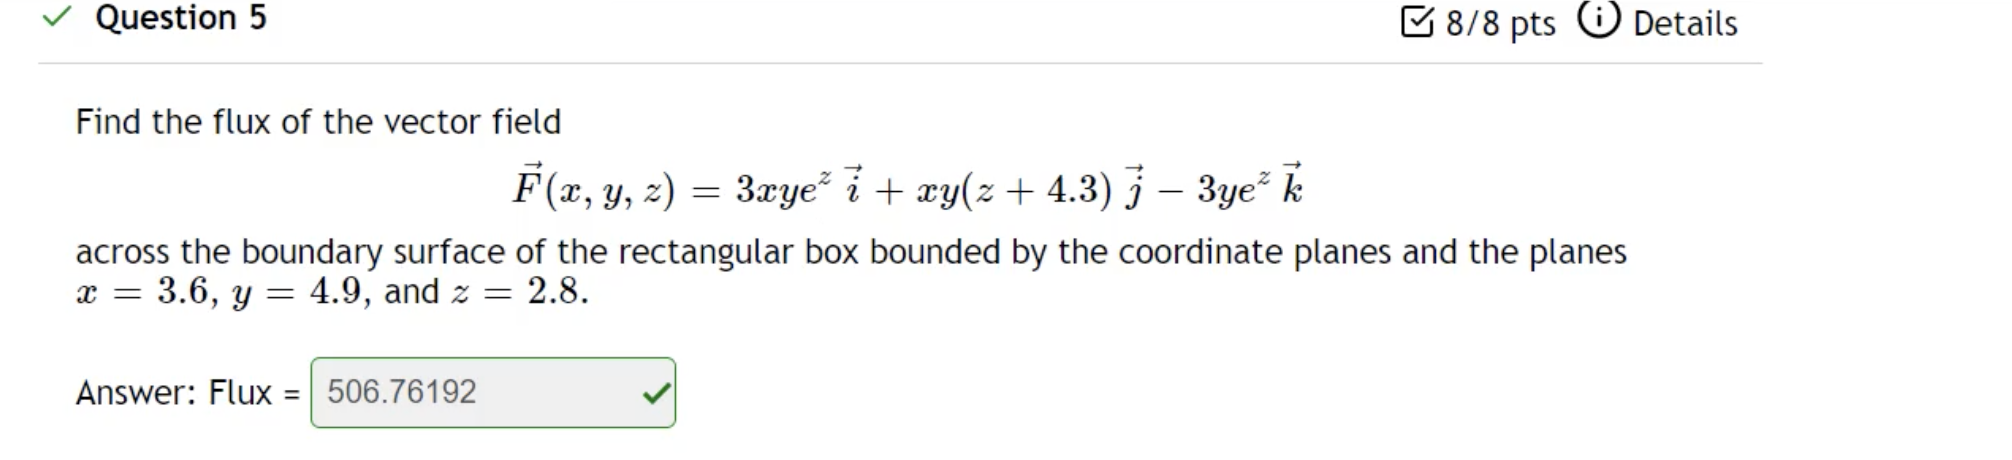 Question 5 8/8 pts Details
Find the flux of the vector field
$\vec{F}(x, y, z) = 3xye^z \, \vec{i} + xy(z + 4.3) \, \vec{j} - 3ye^z \, \vec{k}$
across the boundary surface of the rectangular box bounded by the coordinate planes and the planes
$x = 3.6$, $y = 4.9$, and $z = 2.8$.
Answer: Flux = 506.76192